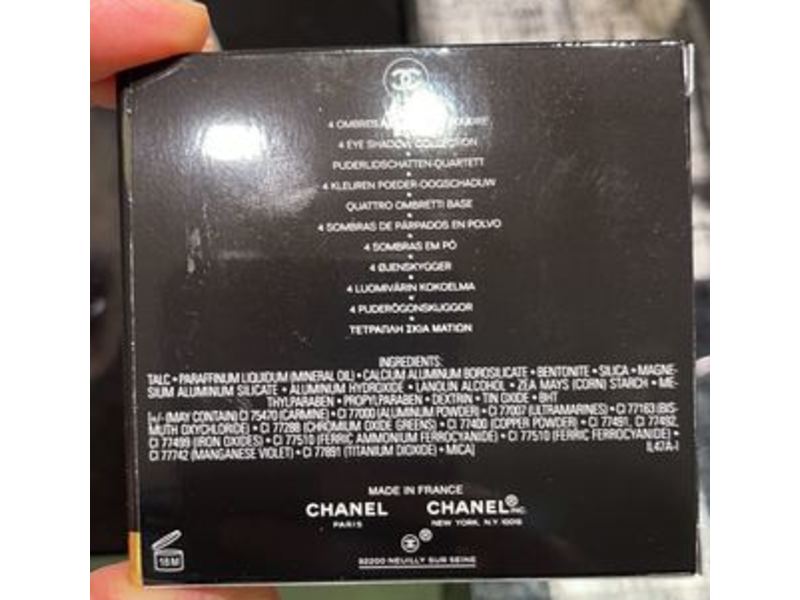 4 OMBRES À
4 EYE SHADOW COLLECTION
PUDERLIDSCHATTEN-QUARTETT
4 KLEUREN POEDER-OOGSCHADUW
QUATTRO OMBRETTI BASE
4 SOMBRAS DE PÁRPADOS EN POLVO
4 SOMBRAS EM PÓ
4 ØJENSKYGGER
4 LUOMIVÄRIN KOKOELMA
4 PUDERÖGONSKUGGOR
ΤΕΤΡΑΠΛΗ ΣΚΙΑ ΜΑΤΙΩΝ
INGREDIENTS:
TALC • PARAFFINUM LIQUIDUM (MINERAL OIL) • CALCIUM ALUMINUM BOROSILICATE • BENTONITE • SILICA • MAGNE-
SIUM ALUMINUM SILICATE • ALUMINUM HYDROXIDE • LANOLIN ALCOHOL • ZEA MAYS (CORN) STARCH • ME-
THYLPARABEN • PROPYLPARABEN • DEXTRIN • TIN OXIDE • BHT
[+/- (MAY CONTAIN) CI 75470 (CARMINE) • CI 77000 (ALUMINUM POWDER) • CI 77007 (ULTRAMARINES) • CI 77163 (BIS-
MUTH OXYCHLORIDE) • CI 77288 (CHROMIUM OXIDE GREENS) • CI 77400 (COPPER POWDER) • CI 77491, CI 77492,
CI 77499 (IRON OXIDES) • CI 77510 (FERRIC AMMONIUM FERROCYANIDE) • CI 77510 (FERRIC FERROCYANIDE) •
CI 77742 (MANGANESE VIOLET) • CI 77891 (TITANIUM DIOXIDE) • MICA] IL47A-I
MADE IN FRANCE
CHANEL CHANEL® INC.
PARIS NEW YORK, N.Y. 10019
®
92200 NEUILLY SUR SEINE
18 M